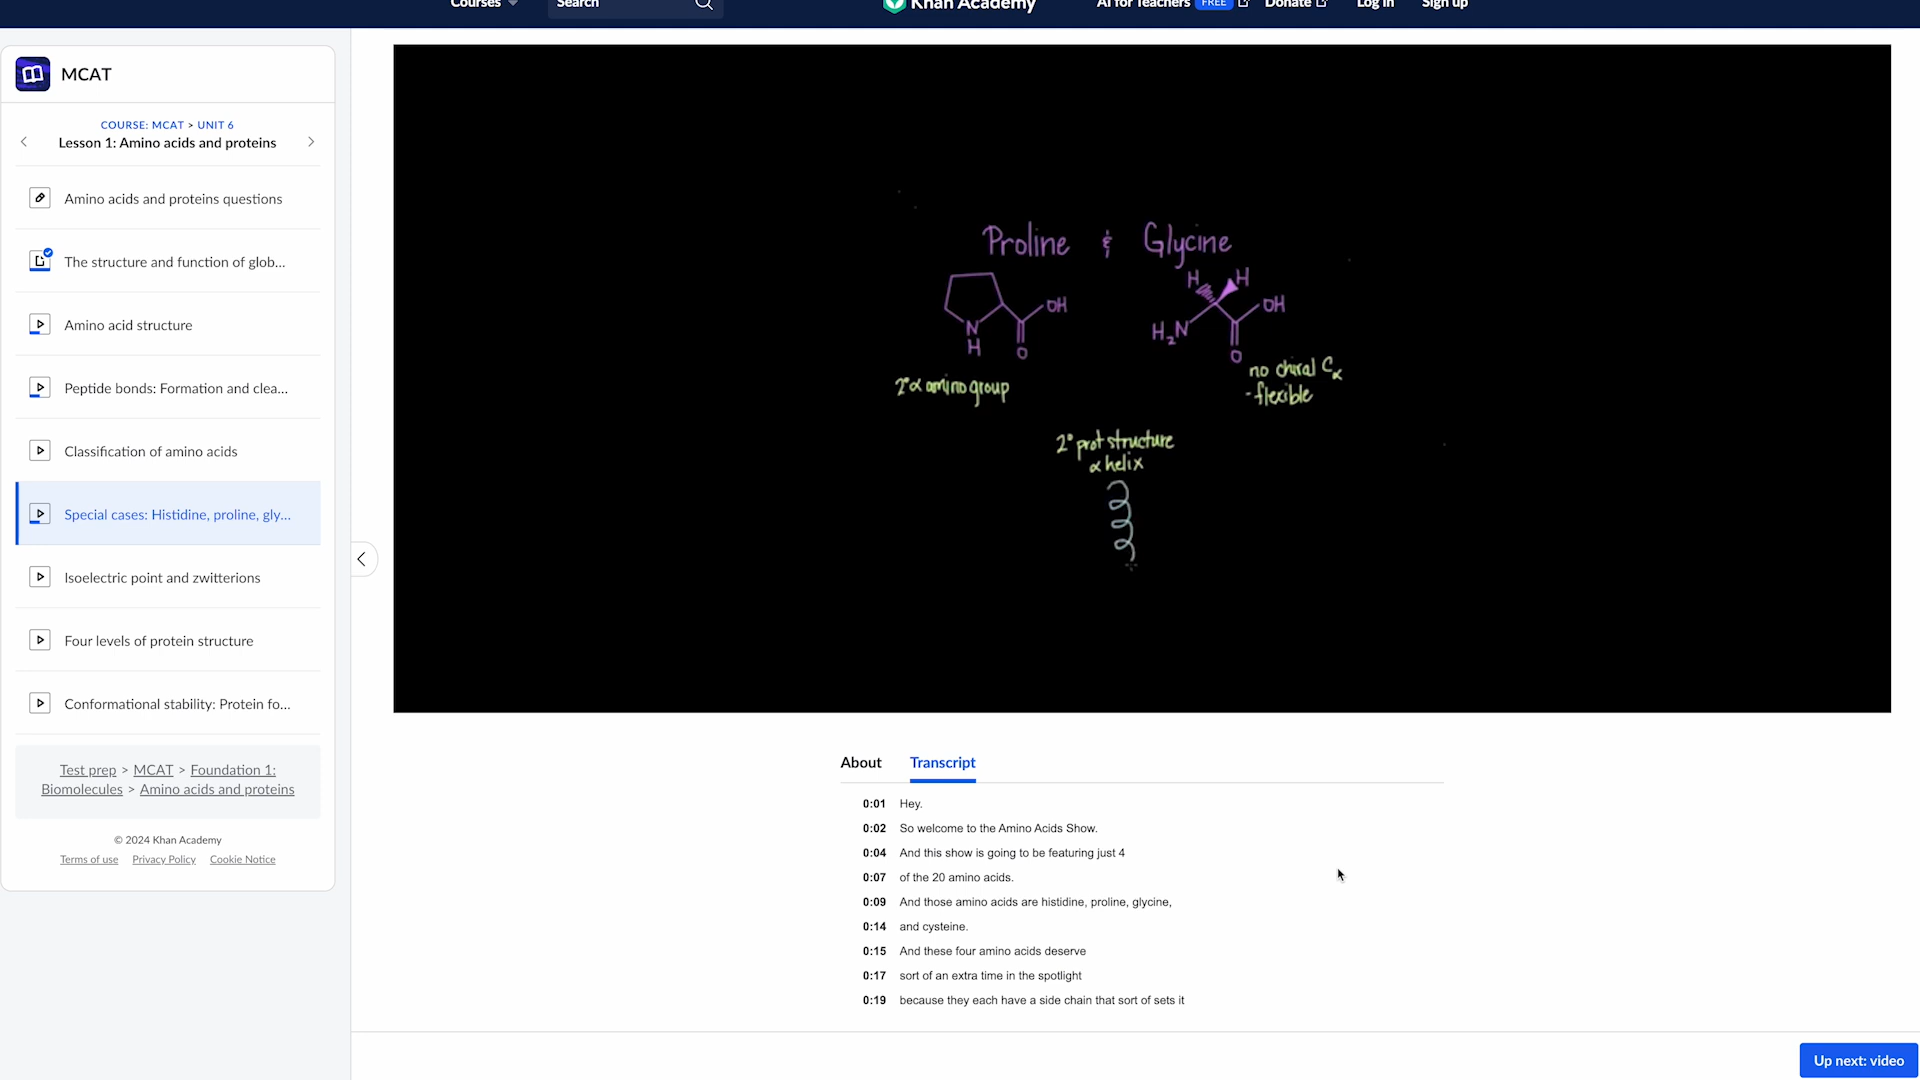 Courses
Search
Khan Academy
AI for Teachers FREE
Donate
Log in
Sign up
MCAT
COURSE: MCAT > UNIT 6
Lesson 1: Amino acids and proteins
Amino acids and proteins questions
The structure and function of glob...
Amino acid structure
Peptide bonds: Formation and clea...
Classification of amino acids
Special cases: Histidine, proline, gly...
Isoelectric point and zwitterions
Four levels of protein structure
Conformational stability: Protein fo...
Test prep > MCAT > Foundation 1:
Biomolecules > Amino acids and proteins
© 2024 Khan Academy
Terms of use Privacy Policy Cookie Notice
Proline & Glycine
H H
OH OH
N H₂N
H O O
no chiral Cα
2° α amino group
-flexible
2° prot structure
α helix
About Transcript
0:01 Hey.
0:02 So welcome to the Amino Acids Show.
0:04 And this show is going to be featuring just 4
0:07 of the 20 amino acids.
0:09 And those amino acids are histidine, proline, glycine,
0:14 and cysteine.
0:15 And these four amino acids deserve
0:17 sort of an extra time in the spotlight
0:19 because they each have a side chain that sort of sets it
Up next: video